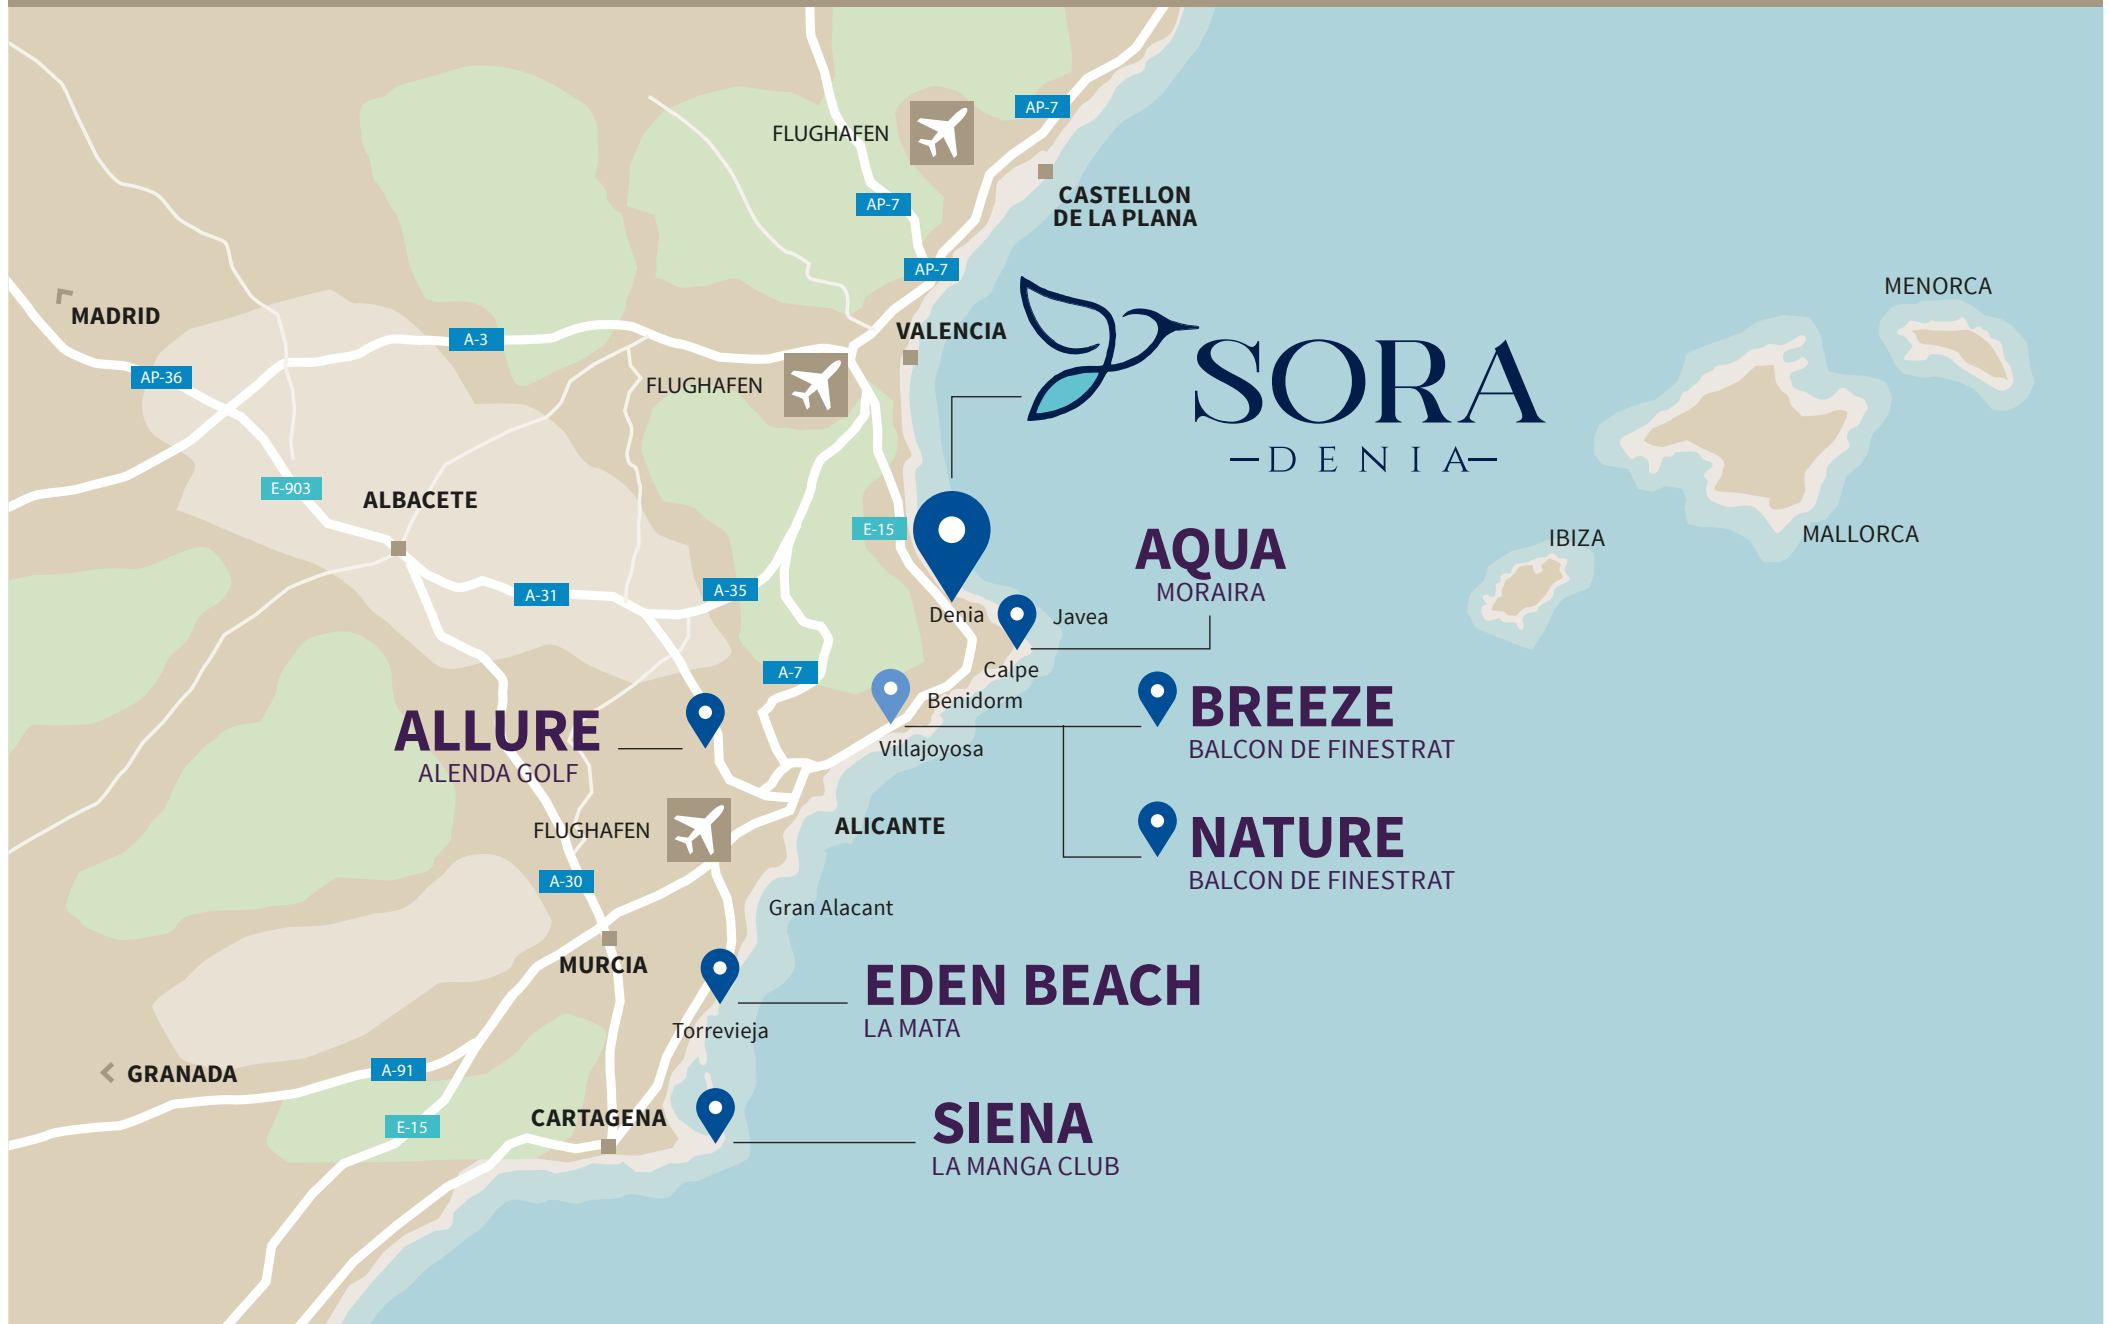 AP-7
FLUGHAFEN
CASTELLON
DE LA PLANA
AP-7
AP-7
MENORCA
MADRID
VALENCIA
A-3
SORA
DENIA
AP-36
FLUGHAFEN
E-903
ALBACETE
E-15
AQUA
MORAIRA
IBIZA
MALLORCA
A-31
A-35
Denia
Javea
A-7
Calpe
Benidorm
BREEZE
BALCON DE FINESTRAT
ALLURE
ALENDA GOLF
Villajoyosa
FLUGHAFEN
ALICANTE
NATURE
BALCON DE FINESTRAT
A-30
Gran Alacant
MURCIA
EDEN BEACH
LA MATA
Torrevieja
GRANADA
A-91
E-15
CARTAGENA
SIENA
LA MANGA CLUB